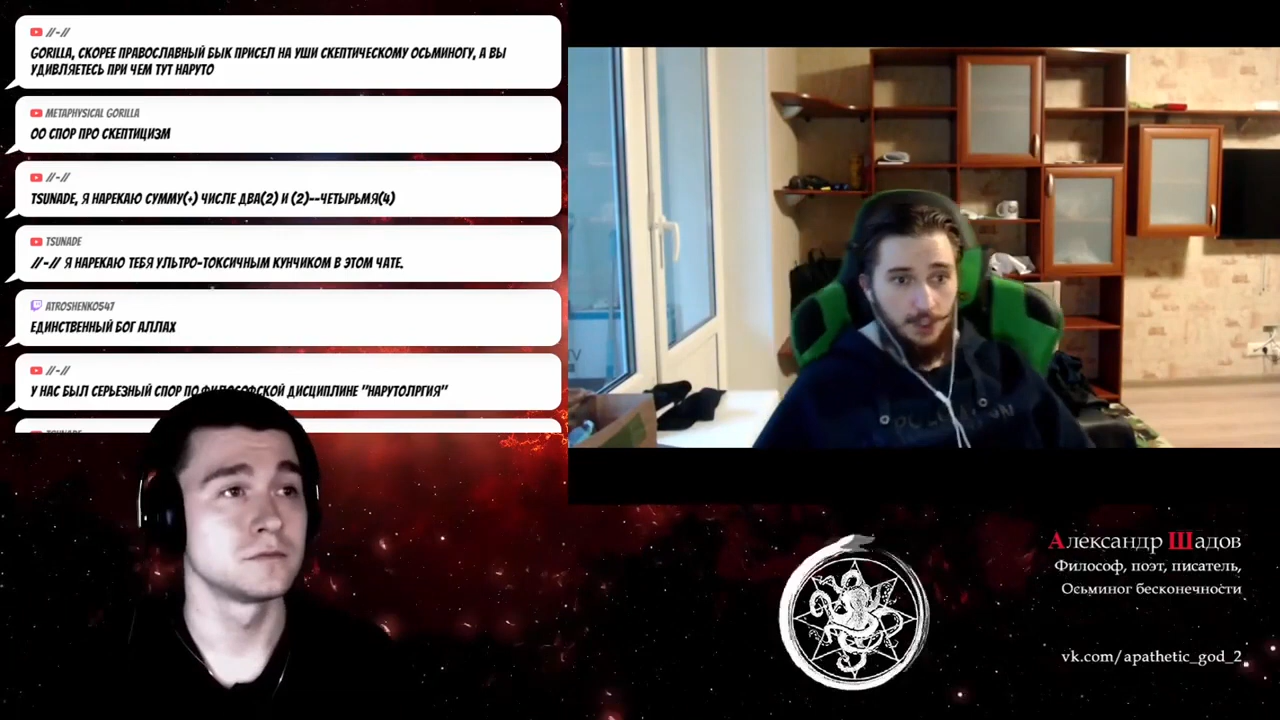 //-//
GORILLA, СКОРЕЕ ПРАВОСЛАВНЫЙ БЫК ПРИСЕЛ НА УШИ СКЕПТИЧЕСКОМУ ОСЬМИНОГУ, А ВЫ
УДИВЛЯЕТЕСЬ ПРИ ЧЕМ ТУТ НАРУТО
METAPHYSICAL GORILLA
ОО СПОР ПРО СКЕПТИЦИЗМ
//-//
TSUNADE, Я НАРЕКАЮ СУММУ(+) ЧИСЛЕ ДВА(2) И (2)--ЧЕТЫРЬМЯ(4)
TSUNADE
//-// Я НАРЕКАЮ ТЕБЯ УЛЬТРО-ТОКСИЧНЫМ КУНЧИКОМ В ЭТОМ ЧАТЕ.
ATROSHENKO547
ЕДИНСТВЕННЫЙ БОГ АЛЛАХ
//-//
У НАС БЫЛ СЕРЬЕЗНЫЙ СПОР ПО ФИЛОСОФСКОЙ ДИСЦИПЛИНЕ "НАРУТОЛРГИЯ"
TSUNADE
Александр Шадов
Философ, поэт, писатель,
Осьминог бесконечности
vk.com/apathetic_god_2